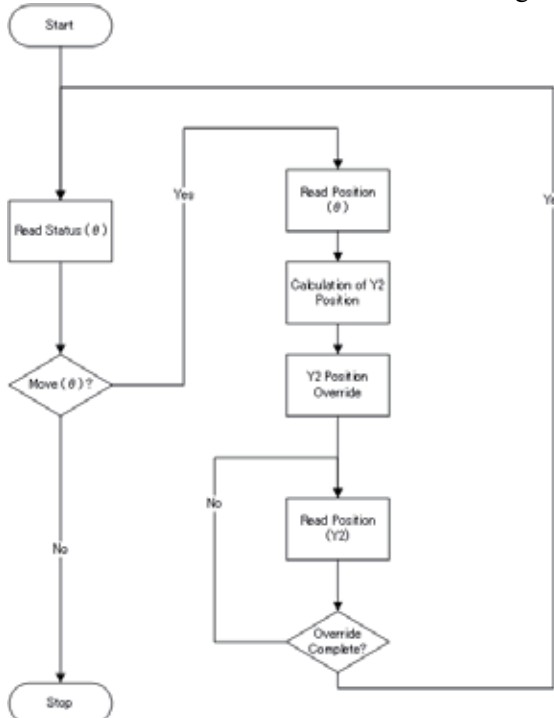 Start
Read Status (θ)
Move (θ)?
Yes
No
Stop
Read Position
(θ)
Calculation of Y2
Position
Y2 Position
Override
No
Read Position
(Y2)
Override
Complete?